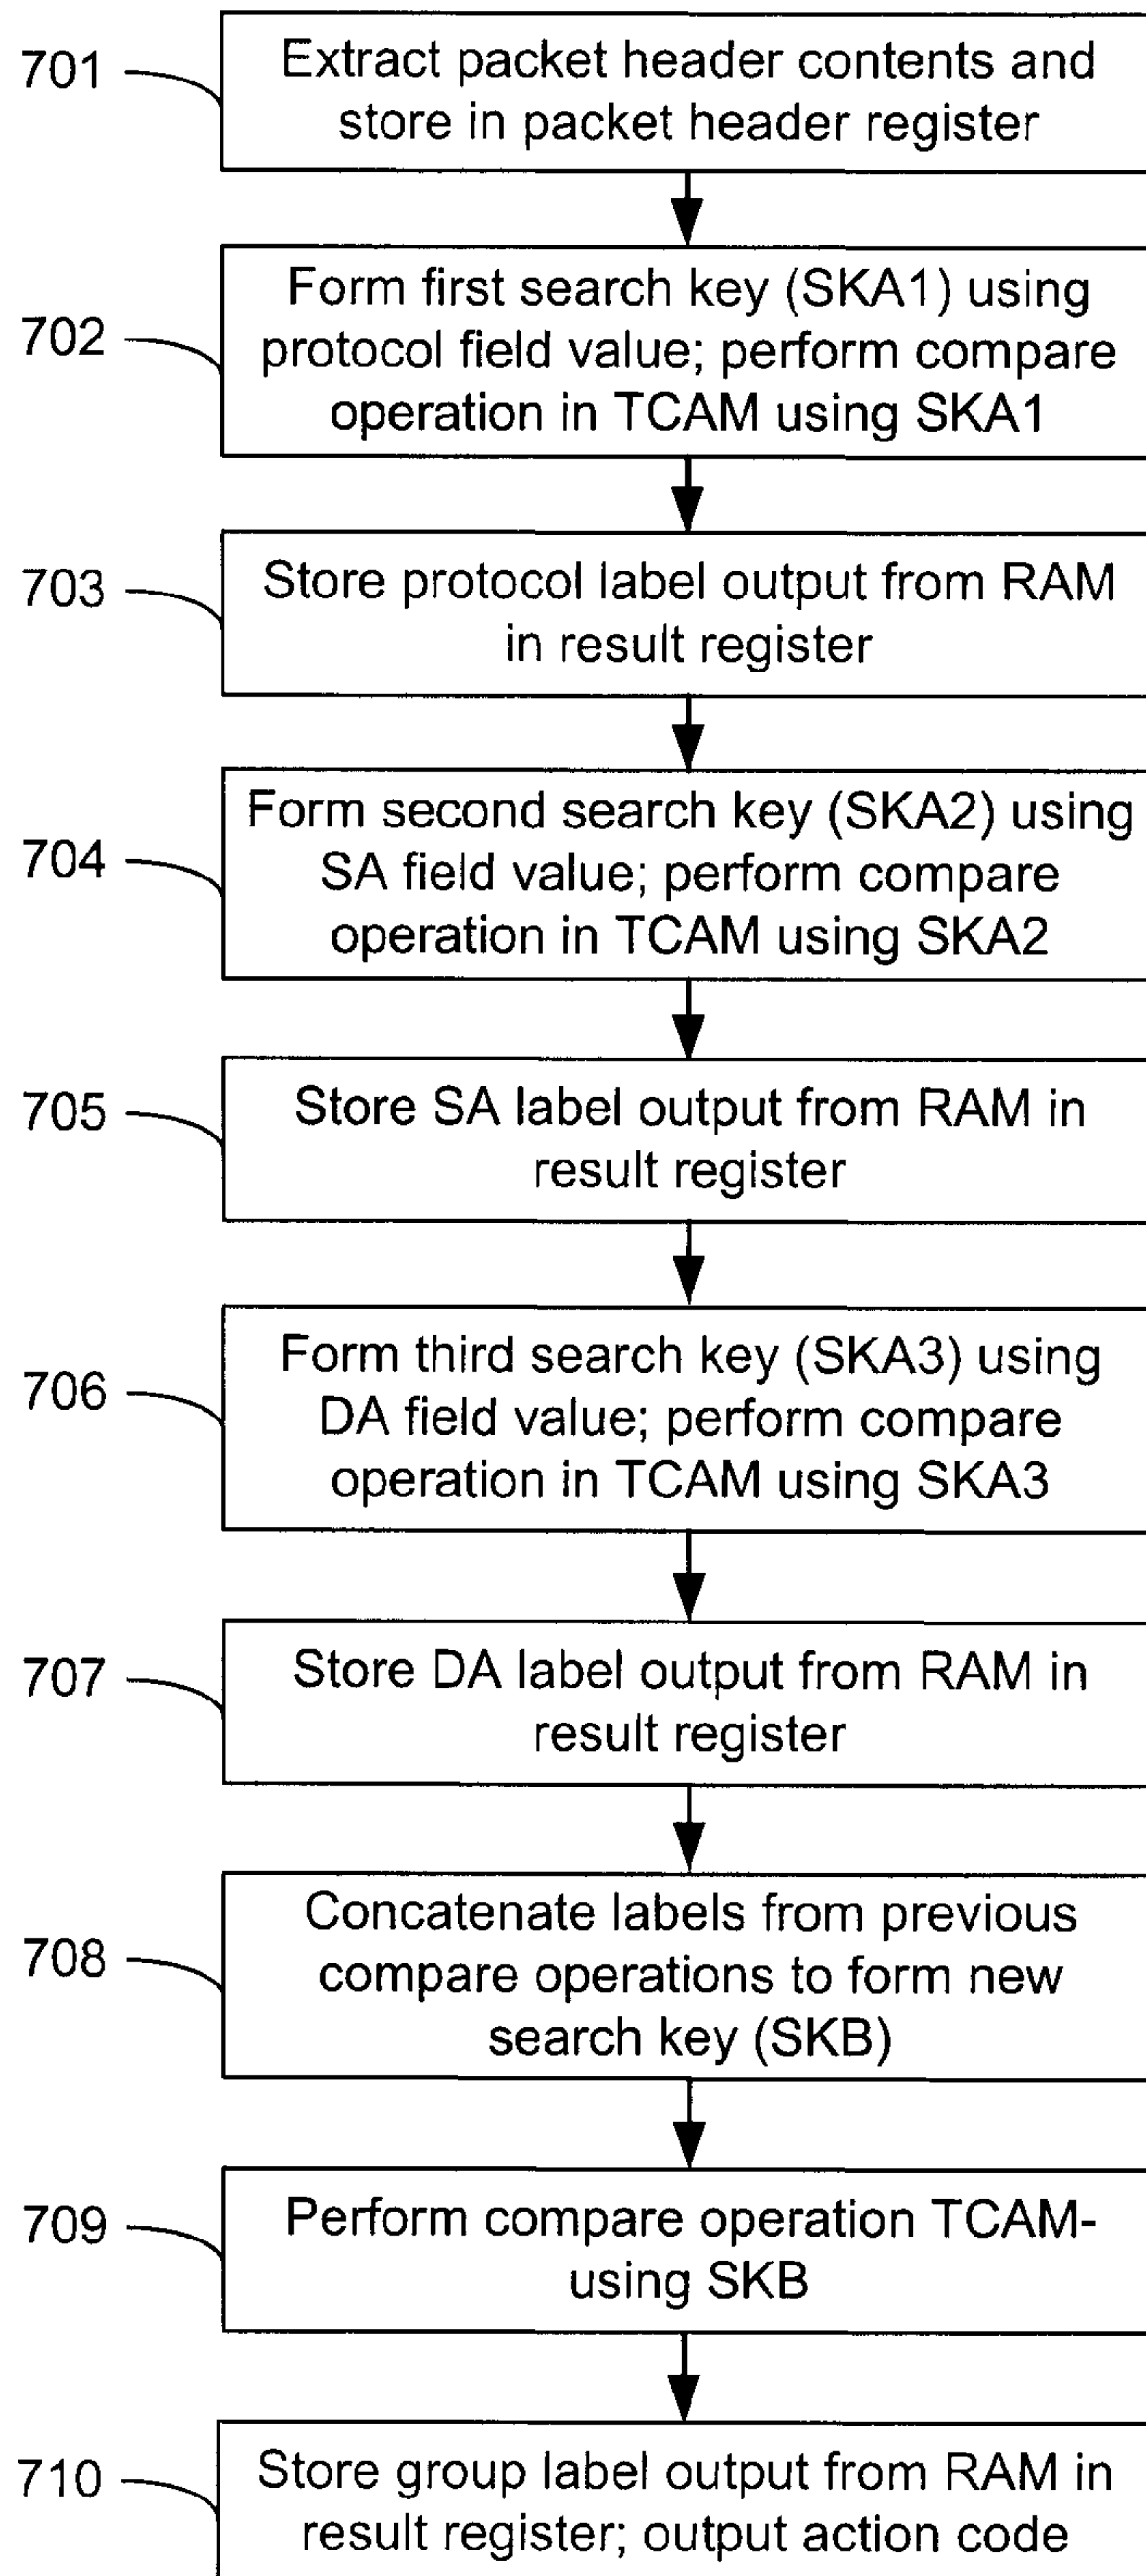 701
Extract packet header contents and
store in packet header register
702
Form first search key (SKA1) using
protocol field value; perform compare
operation in TCAM using SKA1
703
Store protocol label output from RAM
in result register
704
Form second search key (SKA2) using
SA field value; perform compare
operation in TCAM using SKA2
705
Store SA label output from RAM in
result register
706
Form third search key (SKA3) using
DA field value; perform compare
operation in TCAM using SKA3
707
Store DA label output from RAM in
result register
708
Concatenate labels from previous
compare operations to form new
search key (SKB)
709
Perform compare operation TCAM-
using SKB
710
Store group label output from RAM in
result register; output action code